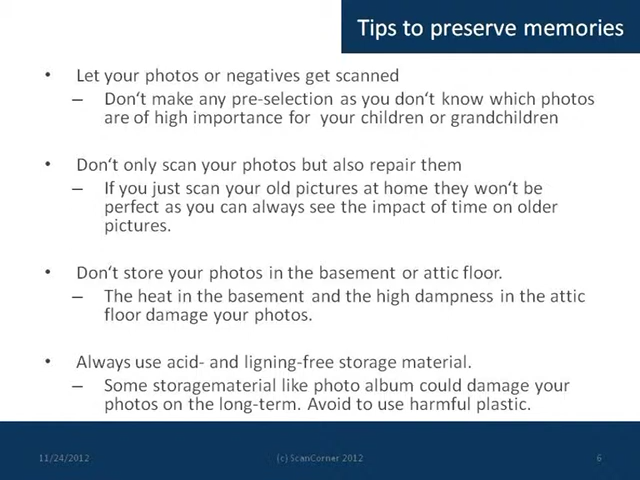 Tips to preserve memories
• Let your photos or negatives get scanned
– Don‘t make any pre-selection as you don‘t know which photos
are of high importance for  your children or grandchildren
• Don‘t only scan your photos but also repair them
– If you just scan your old pictures at home they won‘t be
perfect as you can always see the impact of time on older
pictures.
• Don‘t store your photos in the basement or attic floor.
– The heat in the basement and the high dampness in the attic
floor damage your photos.
• Always use acid- and ligning-free storage material.
– Some storagematerial like photo album could damage your
photos on the long-term. Avoid to use harmful plastic.
11/24/2012
(c) ScanCorner 2012
6